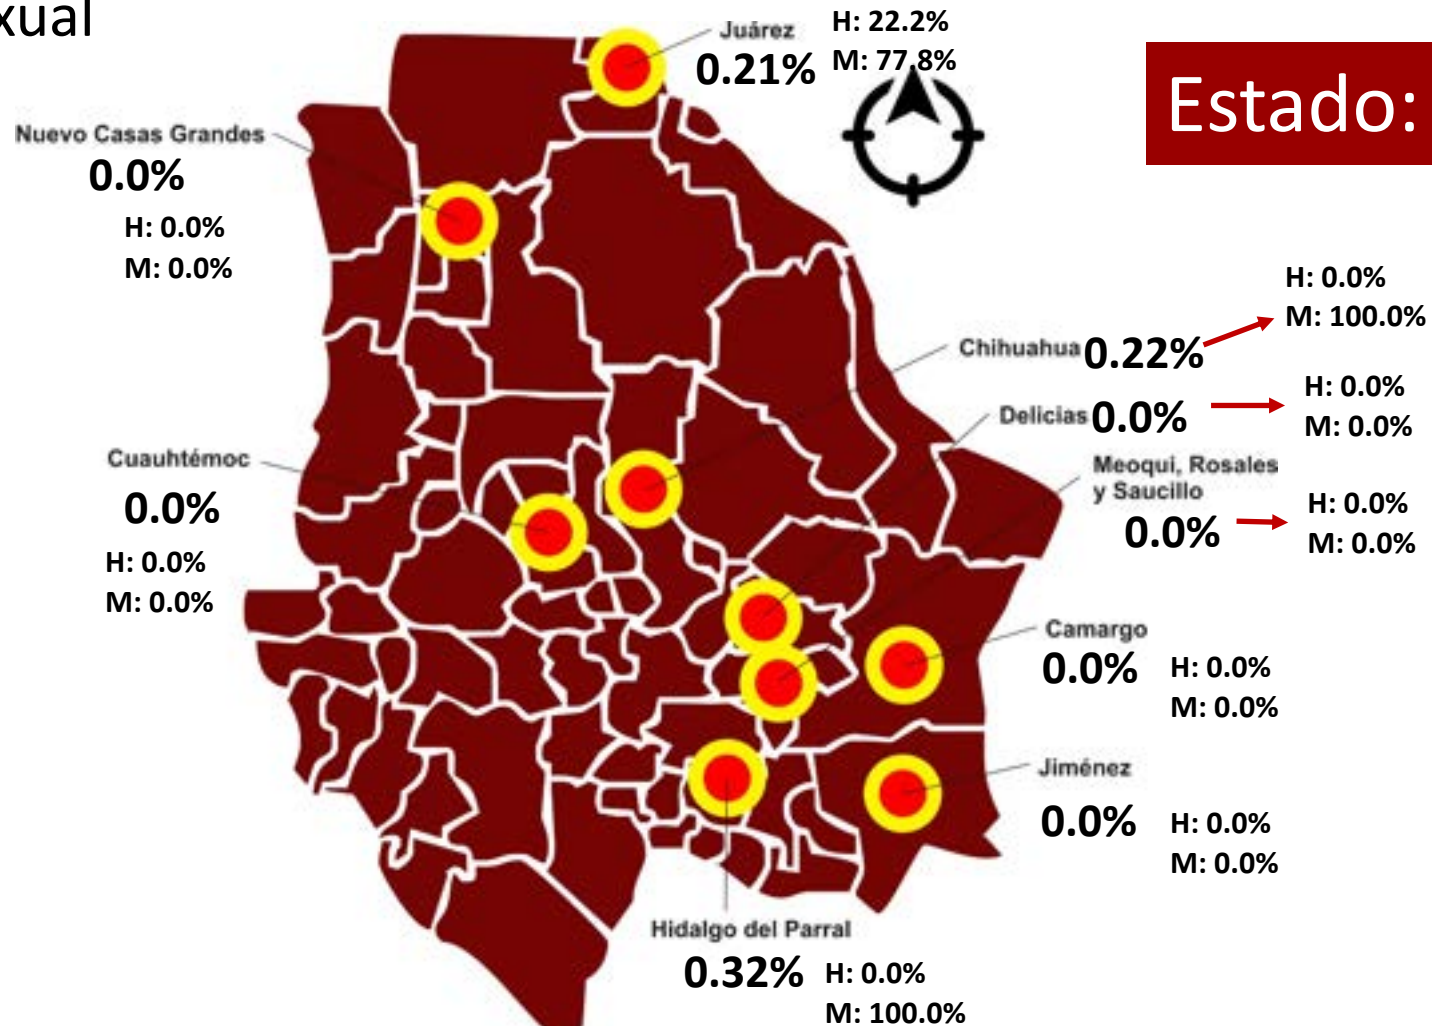 xual
Juárez
0.21%
H: 22.2%
M: 77.8%
Estado:
Nuevo Casas Grandes
0.0%
H: 0.0%
M: 0.0%
Chihuahua 0.22%
H: 0.0%
M: 100.0%
Delicias 0.0%
H: 0.0%
M: 0.0%
Cuauhtémoc
0.0%
H: 0.0%
M: 0.0%
Meoqui, Rosales
y Saucillo
0.0%
H: 0.0%
M: 0.0%
Camargo
0.0%
H: 0.0%
M: 0.0%
Jiménez
0.0%
H: 0.0%
M: 0.0%
Hidalgo del Parral
0.32%
H: 0.0%
M: 100.0%